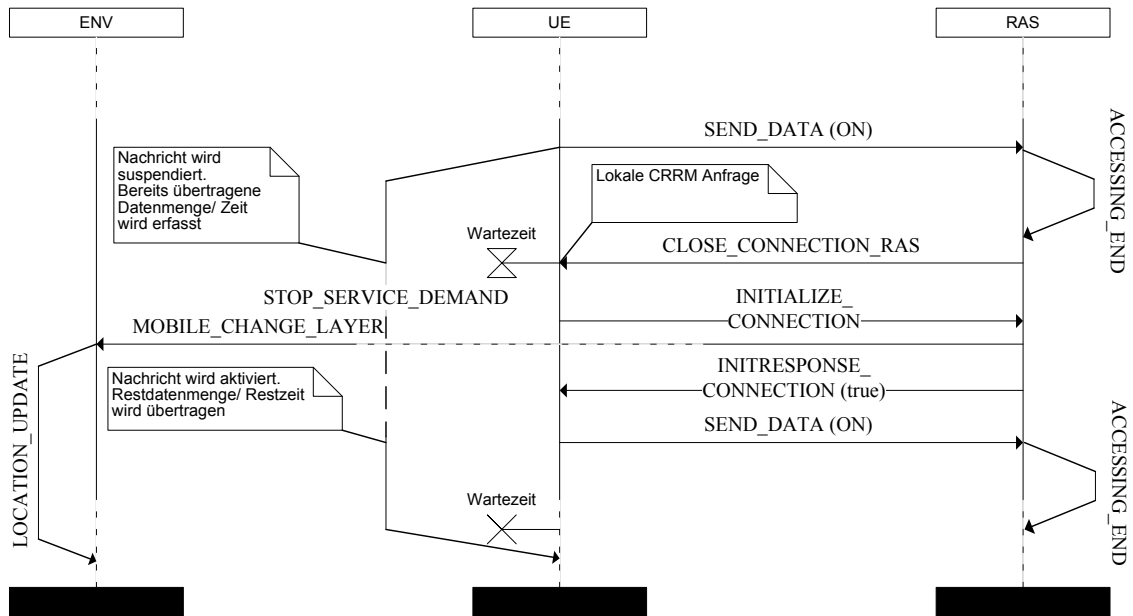 ENV
UE
RAS
SEND_DATA (ON)
ACCESSING_END
Nachricht wird
suspendiert.
Bereits übertragene
Datenmenge/ Zeit
wird erfasst
Lokale CRRM Anfrage
Wartezeit
CLOSE_CONNECTION_RAS
STOP_SERVICE_DEMAND
INITIALIZE_
CONNECTION
MOBILE_CHANGE_LAYER
LOCATION_UPDATE
Nachricht wird aktiviert.
Restdatenmenge/ Restzeit
wird übertragen
INITRESPONSE_
CONNECTION (true)
SEND_DATA (ON)
ACCESSING_END
Wartezeit